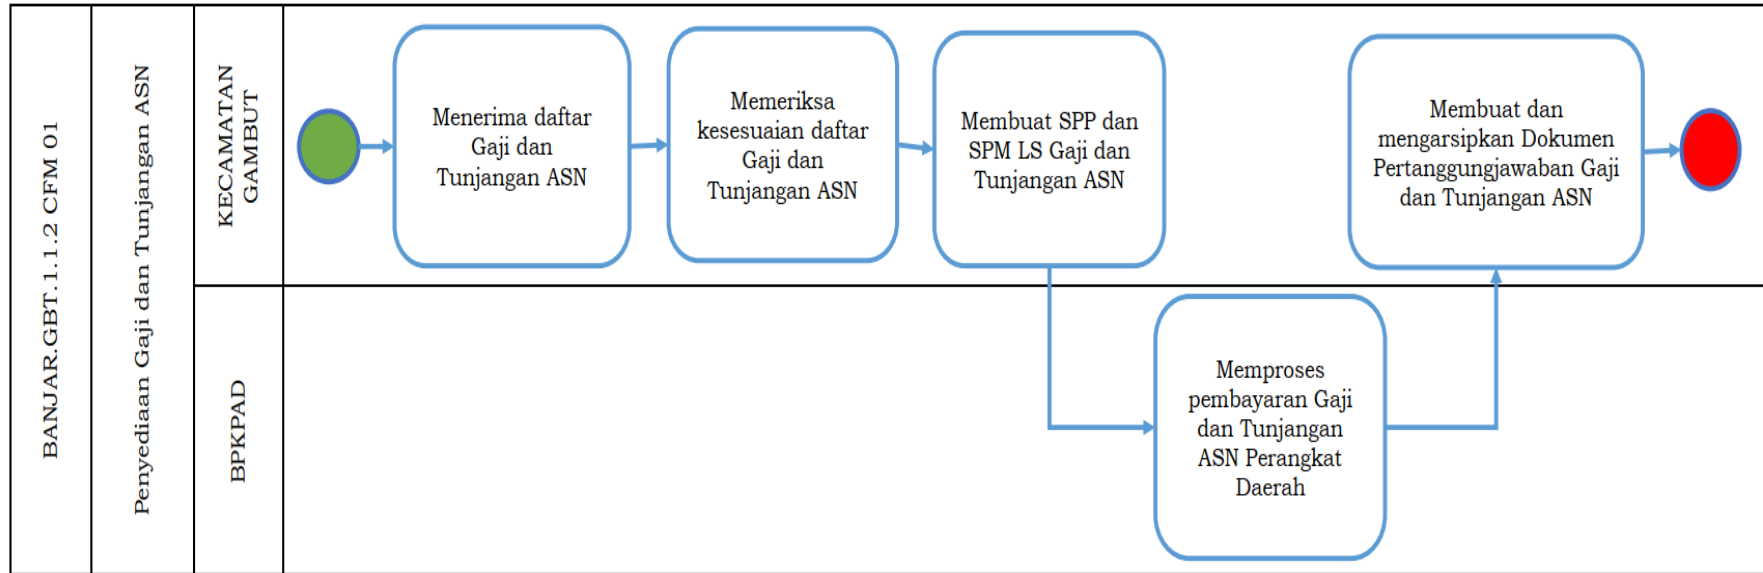 BANJAR.GBT.1.1.2 CFM 01
Penyediaan Gaji dan Tunjangan ASN
KECAMATAN
GAMBUT
Menerima daftar
Gaji dan
Tunjangan ASN
Memeriksa
kesesuaian daftar
Gaji dan
Tunjangan ASN
Membuat SPP dan
SPM LS Gaji dan
Tunjangan ASN
Membuat dan
mengarsipkan Dokumen
Pertanggungjawaban Gaji
dan Tunjangan ASN
BPKPAD
Memproses
pembayaran Gaji
dan Tunjangan
ASN Perangkat
Daerah